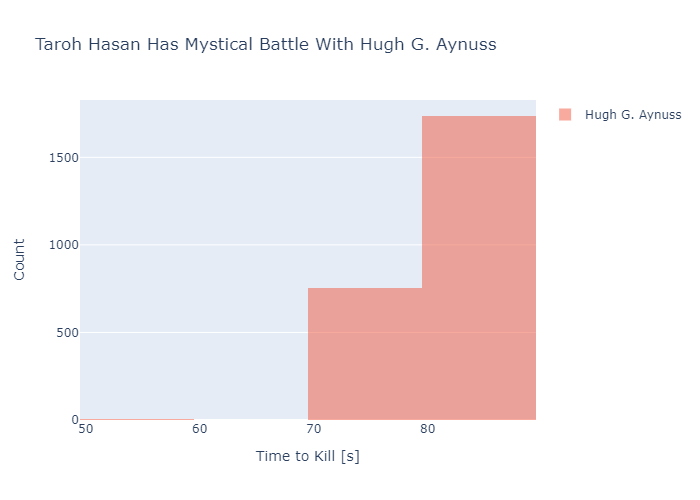 Taroh Hasan Has Mystical Battle With Hugh G. Aynuss
Hugh G. Aynuss
1500
1000
500
0
Count
50 60 70 80
Time to Kill [s]